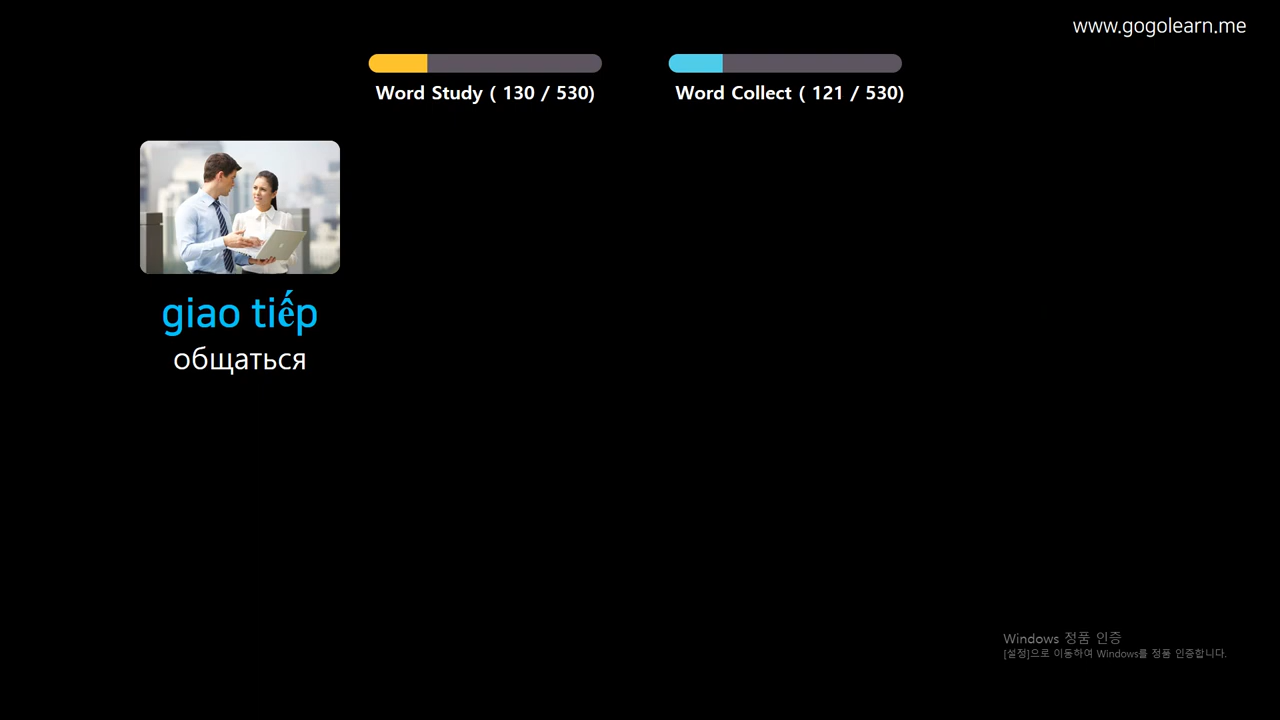 www.gogolearn.me
Word Study ( 130 / 530)
Word Collect ( 121 / 530)
giao tiếp
общаться
Windows 정품 인증
[설정]으로 이동하여 Windows를 정품 인증합니다.